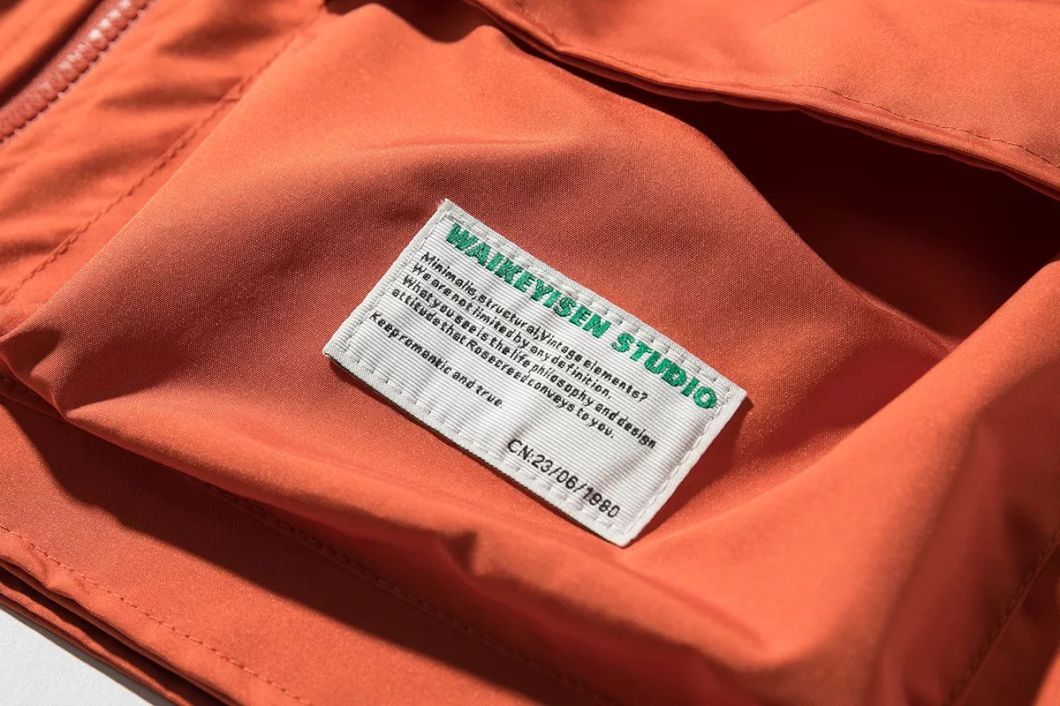 WAIKEYISEN STUDIO
Minimalis,structural,Vintage elements?
We are not limited by any definition.
What you see is the life philosophy and design
attitude that Rosecreed conveys to you.
Keep romantic and true.
CN:23/06/1980